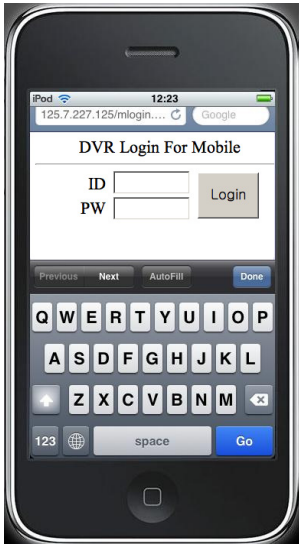 iPod 12:23
125.7.227.125/mlogin.... Google
DVR Login For Mobile
ID
PW
Login
Previous Next AutoFill Done
Q W E R T Y U I O P
A S D F G H J K L
Z X C V B N M
123 space Go